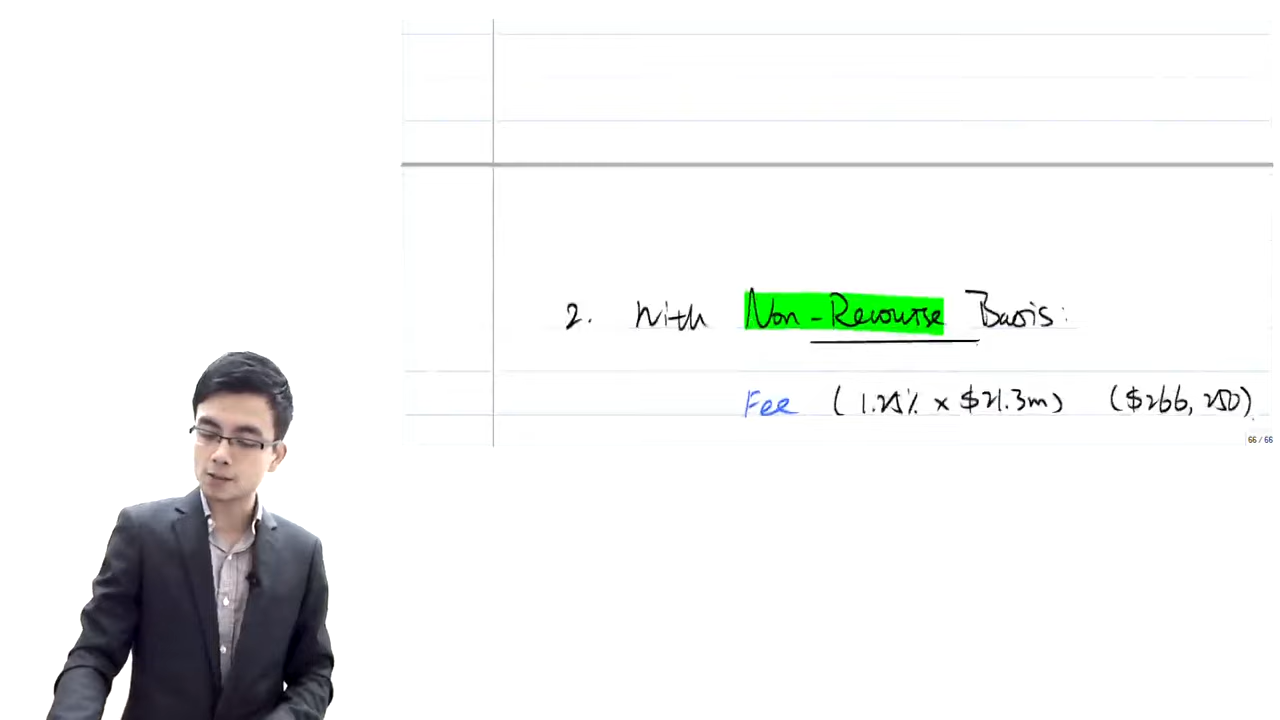 2. With Non-Recourse Basis:
Fee (1.25% x $21.3m) ($266,250)
66 / 66